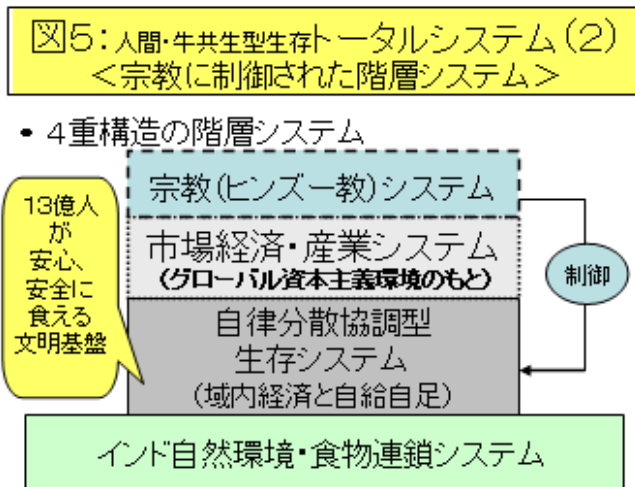 図5:人間・牛共生型生存トータルシステム(2)
<宗教に制御された階層システム>
• 4重構造の階層システム
宗教(ヒンズー教)システム
市場経済・産業システム
(グローバル資本主義環境のもと)
自律分散協調型
生存システム
(域内経済と自給自足)
インド自然環境・食物連鎖システム
13億人
が
安心、
安全に
食える
文明基盤
制御